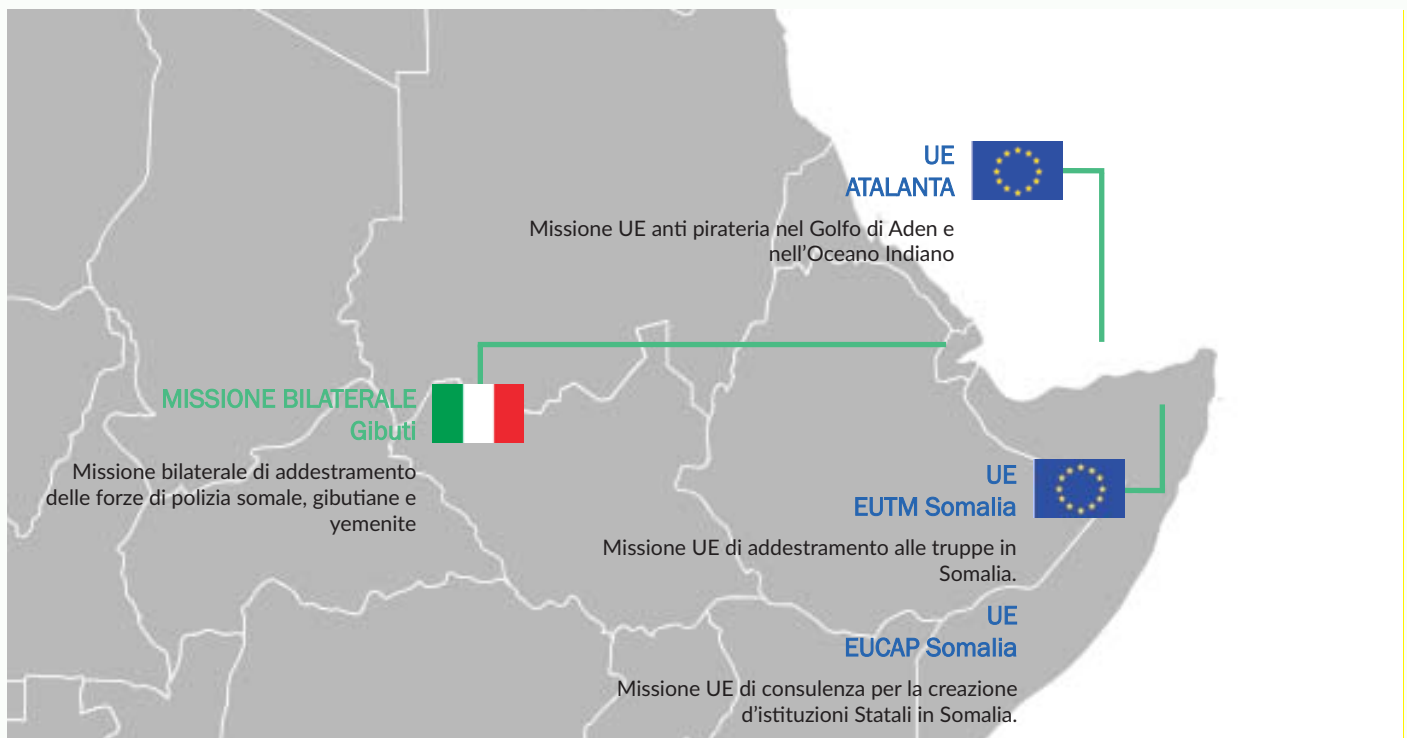 UE
ATALANTA
Missione UE anti pirateria nel Golfo di Aden e
nell'Oceano Indiano
MISSIONE BILATERALE
Gibuti
Missione bilaterale di addestramento
delle forze di polizia somale, gibutiane e
yemenite
UE
EUTM Somalia
Missione UE di addestramento alle truppe in
Somalia.
UE
EUCAP Somalia
Missione UE di consulenza per la creazione
d'istituzioni Statali in Somalia.